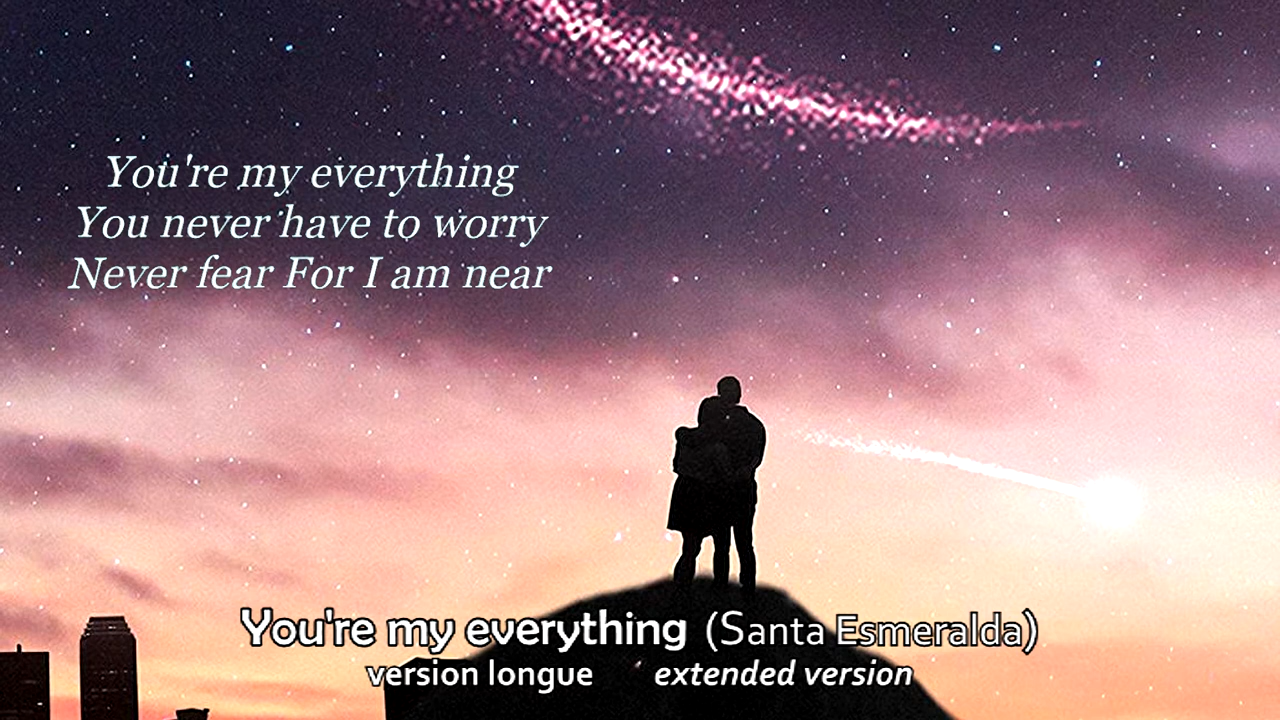 You're my everything
You never have to worry
Never fear For I am near
You're my everything (Santa Esmeralda)
version longue extended version